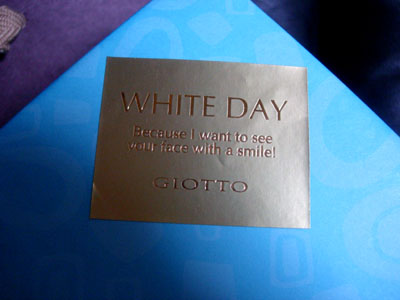 WHITE DAY
Because I want to see
your face with a smile!
GIOTTO